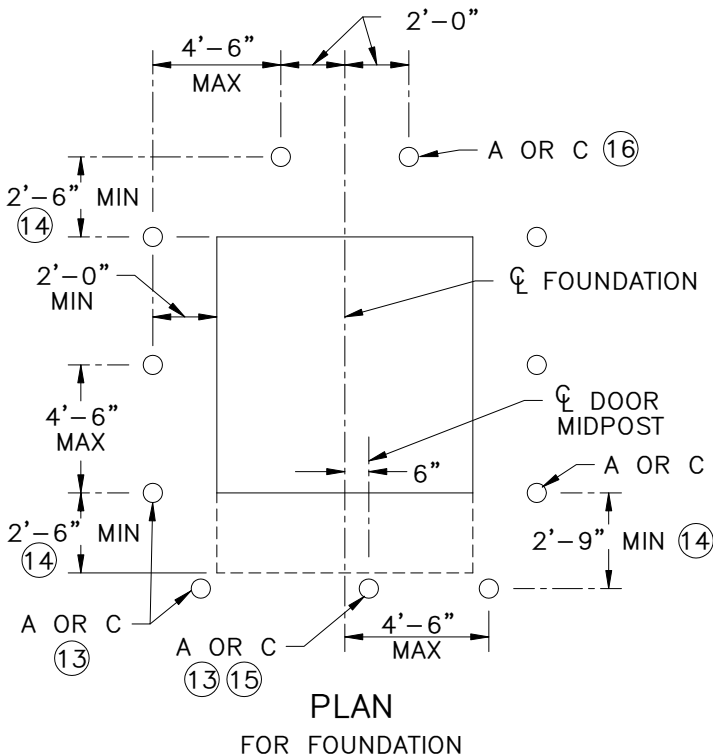 2'-0"
4'-6"
MAX
A OR C 16
2'-6" MIN
14
2'-0"
MIN
℄ FOUNDATION
4'-6"
MAX
℄ DOOR
MIDPOST
6"
A OR C
2'-6" MIN
14
2'-9" MIN 14
A OR C
13
A OR C
13 15
4'-6"
MAX
PLAN
FOR FOUNDATION